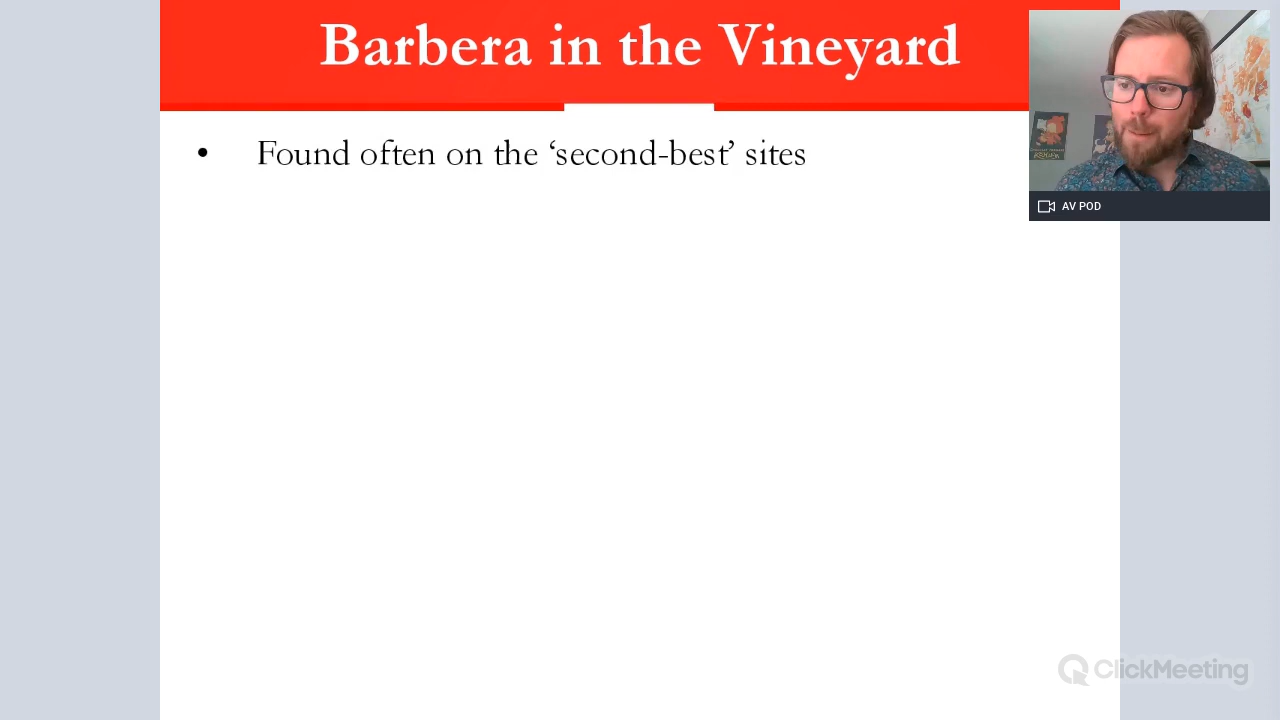 Barbera in the Vineyard
• Found often on the ‘second-best’ sites
AV POD
ClickMeeting